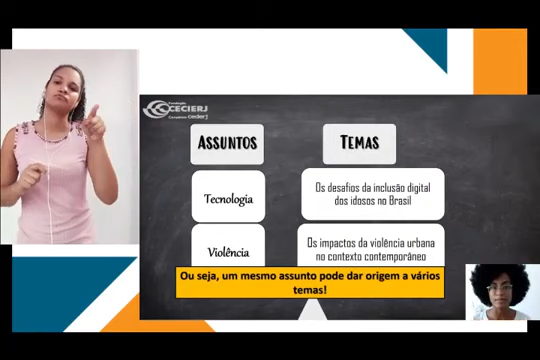 Fundação
CECIERJ
Consórcio cederj
ASSUNTOS
TEMAS
Tecnologia
Os desafios da inclusão digital
dos idosos no Brasil
Violência
Os impactos da violência urbana
no contexto contemporâneo
Ou seja, um mesmo assunto pode dar origem a vários
temas!